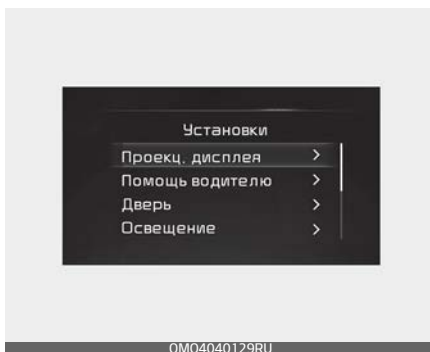 Установки
Проекц. дисплея >
Помощь водителю >
Дверь >
Освещение >
OMQ4040129RU